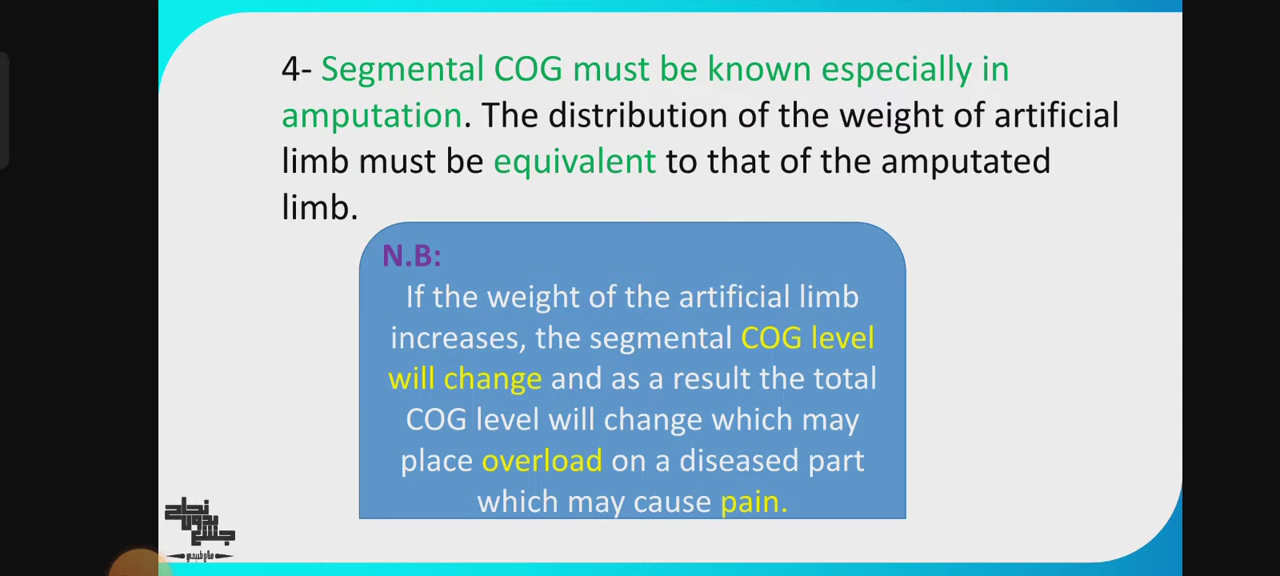 4- Segmental COG must be known especially in
amputation. The distribution of the weight of artificial
limb must be equivalent to that of the amputated
limb.
N.B:
If the weight of the artificial limb
increases, the segmental COG level
will change and as a result the total
COG level will change which may
place overload on a diseased part
which may cause pain.